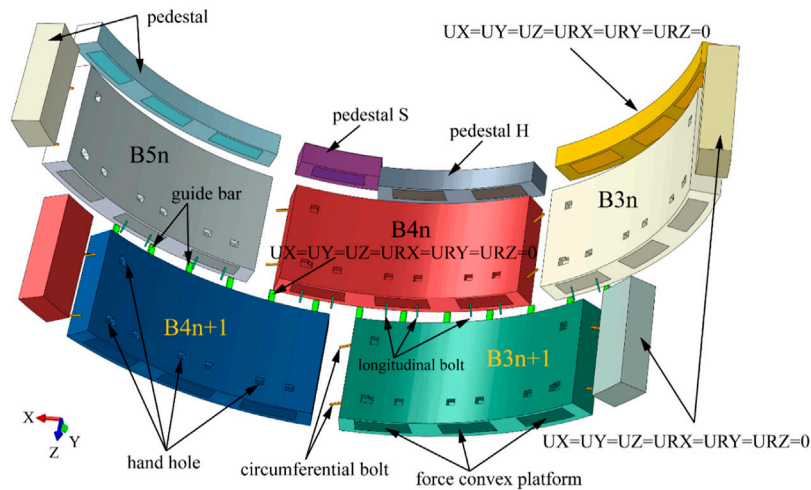 pedestal
UX=UY=UZ=URX=URY=URZ=0
pedestal S
pedestal H
B5n
B3n
guide bar
B4n
UX=UY=UZ=URX=URY=URZ=0
B4n+1
longitudinal bolt
B3n+1
X
Y
Z
hand hole
circumferential bolt
force convex platform
UX=UY=UZ=URX=URY=URZ=0